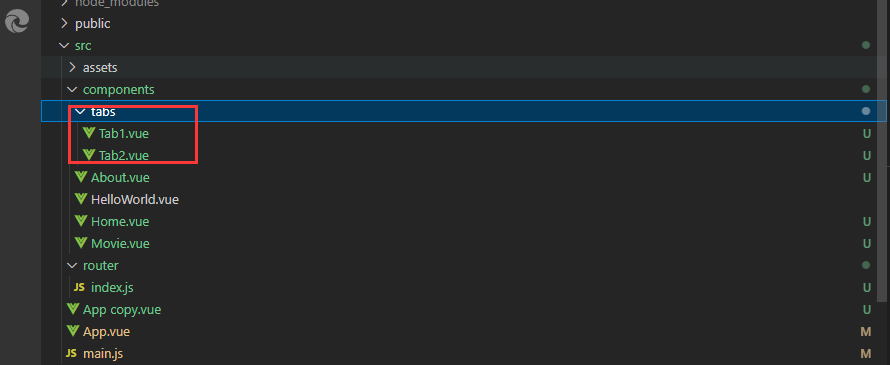 node_modules
public
src
assets
components
tabs
Tab1.vue U
Tab2.vue U
About.vue U
HelloWorld.vue
Home.vue U
Movie.vue U
router
JS index.js U
App copy.vue U
App.vue M
JS main.js M